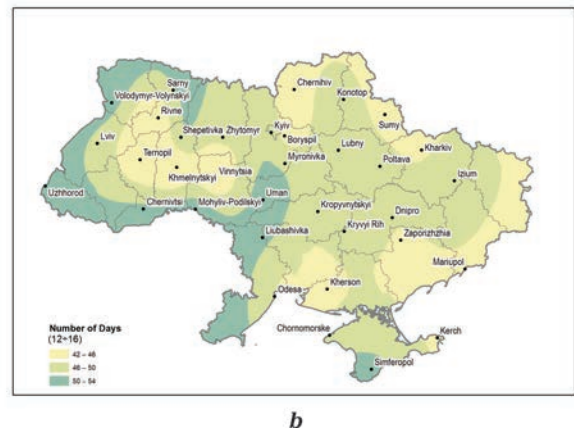 Chernihiv
Sarny
Konotop
Volodymyr-Volynskyi
Sumy
Rivne
Kyiv
Shepetivka
Zhytomyr
Boryspil
Kharkiv
Lviv
Lubny
Ternopil
Myronivka
Poltava
Khmelnytskyi
Vinnytsia
Izium
Uzhhorod
Uman
Chernivtsi
Mohyliv-Podilskyi
Kropyvnytskyi
Dnipro
Liubashivka
Kryvyi Rih
Zaporizhzhia
Mariupol
Odesa
Kherson
Chornomorske
Kerch
Simferopol
Number of Days
(12÷16)
42 – 46
46 – 50
50 – 54
b